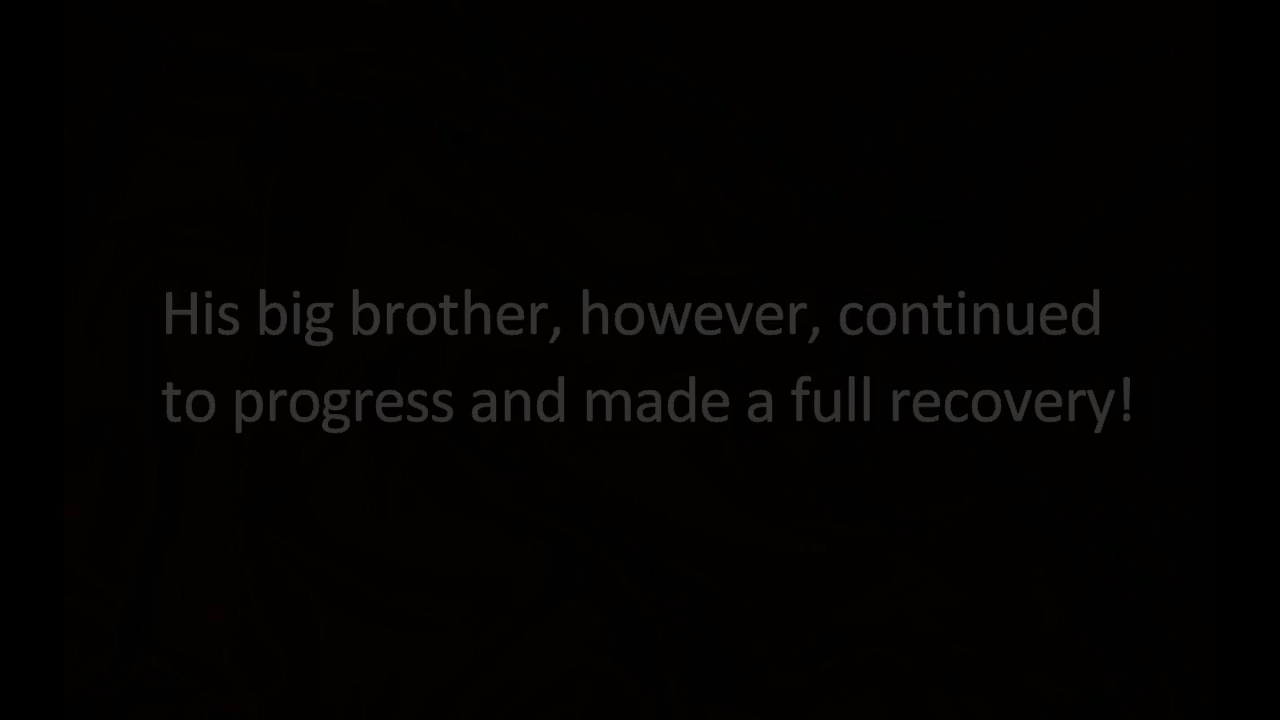 His big brother, however, continued
to progress and made a full recovery!